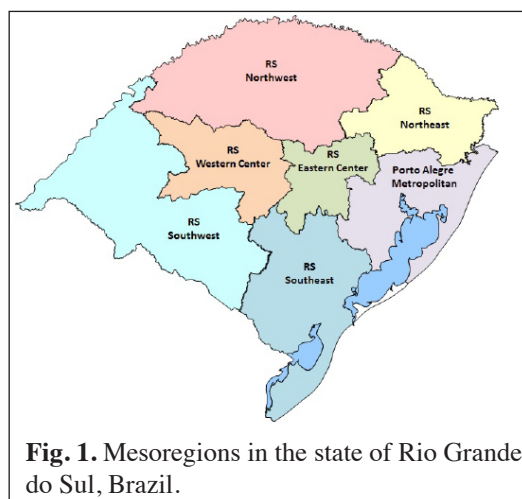 RS
Northwest
RS
Northeast
RS
Western Center
RS
Eastern Center
Porto Alegre
Metropolitan
RS
Southwest
RS
Southeast
Fig. 1. Mesoregions in the state of Rio Grande
do Sul, Brazil.